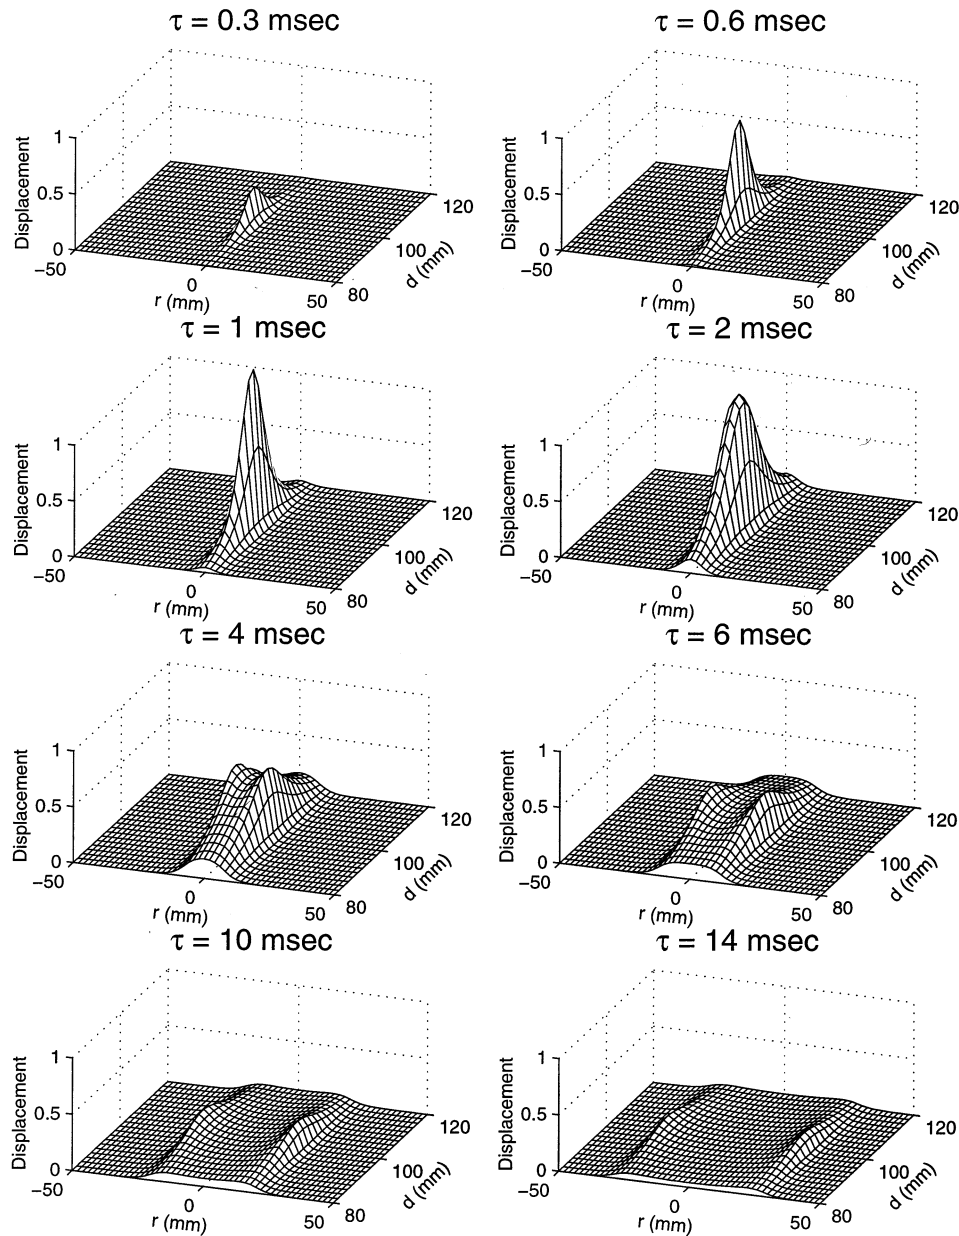 τ = 0.3 msec
Displacement
1
0.5
0
−50
0
50
r (mm)
80
100
120
d (mm)
τ = 0.6 msec
Displacement
1
0.5
0
−50
0
50
r (mm)
80
100
120
d (mm)
τ = 1 msec
Displacement
1
0.5
0
−50
0
50
r (mm)
80
100
120
d (mm)
τ = 2 msec
Displacement
1
0.5
0
−50
0
50
r (mm)
80
100
120
d (mm)
τ = 4 msec
Displacement
1
0.5
0
−50
0
50
r (mm)
80
100
120
d (mm)
τ = 6 msec
Displacement
1
0.5
0
−50
0
50
r (mm)
80
100
120
d (mm)
τ = 10 msec
Displacement
1
0.5
0
−50
0
50
r (mm)
80
100
120
d (mm)
τ = 14 msec
Displacement
1
0.5
0
−50
0
50
r (mm)
80
100
120
d (mm)